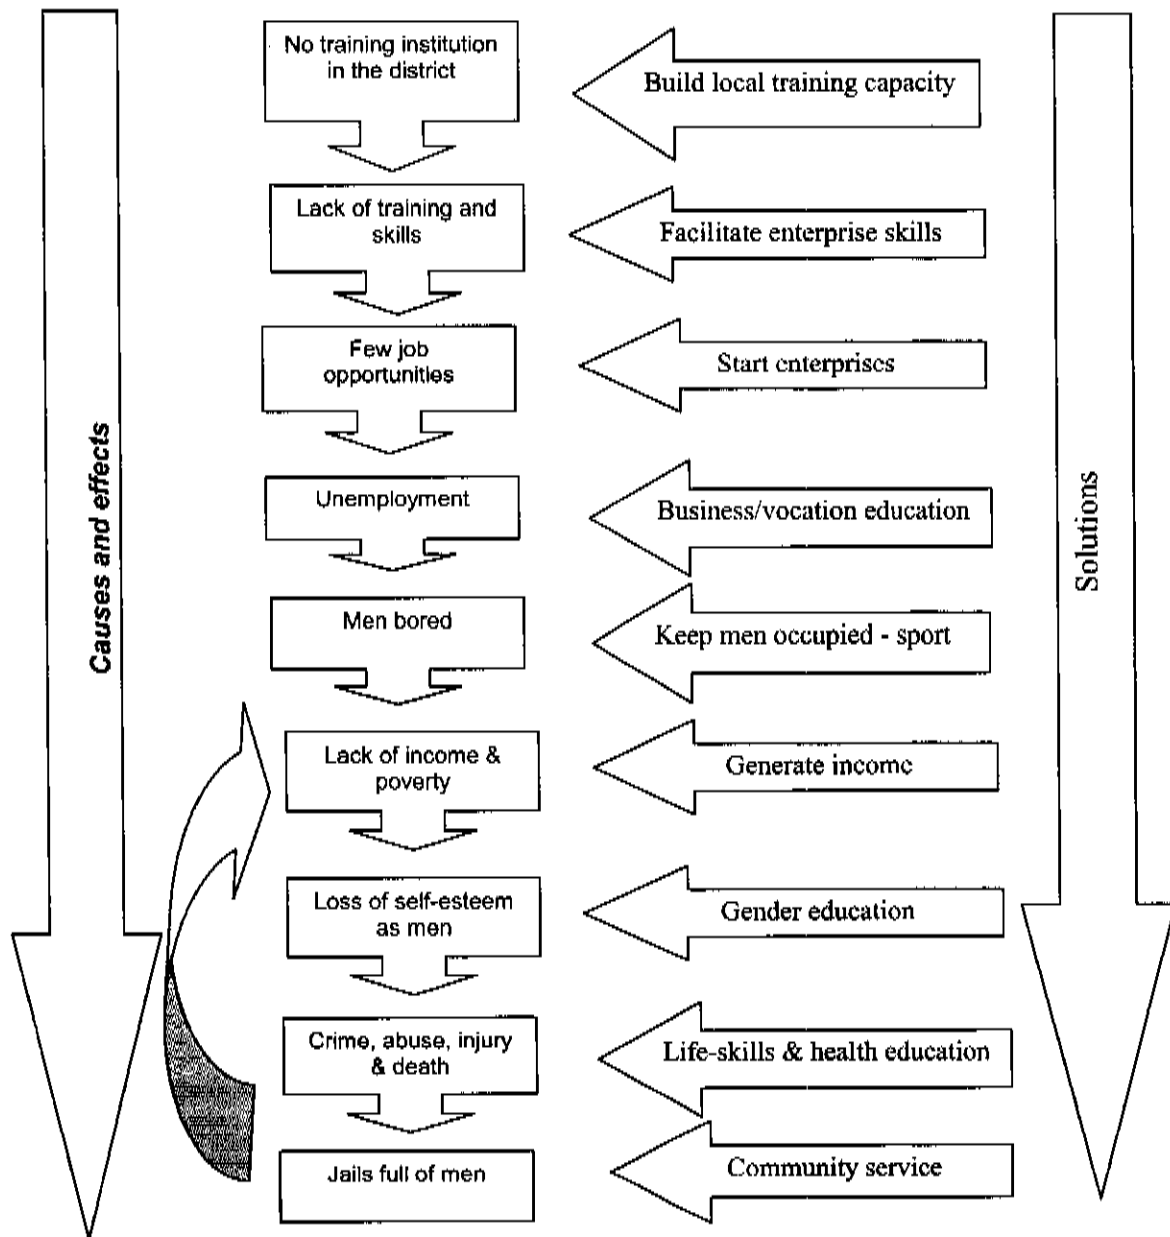 No training institution
in the district
Build local training capacity
Lack of training and
skills
Facilitate enterprise skills
Few job
opportunities
Start enterprises
Unemployment
Business/vocation education
Men bored
Keep men occupied - sport
Lack of income &
poverty
Generate income
Loss of self-esteem
as men
Gender education
Crime, abuse, injury
& death
Life-skills & health education
Jails full of men
Community service
Causes and effects
Solutions